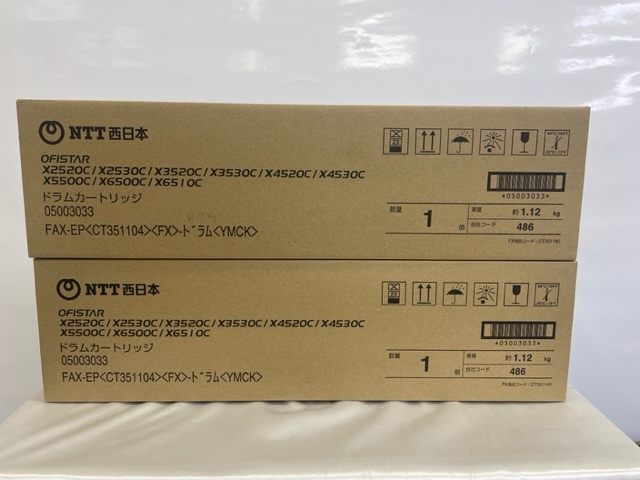 NTT西日本
OFISTAR
X2520C/X2530C/X3520C/X3530C/X4520C/X4530C
X5500C/X6500C/X6510C
ドラムカートリッジ
05003033
FAX-EP<CT351104><FX>-ドラム<YMCK>
*05003033*
数量 1 個
質量 約1.12 kg
会社コード 486
NTT西日本
OFISTAR
X2520C/X2530C/X3520C/X3530C/X4520C/X4530C
X5500C/X6500C/X6510C
ドラムカートリッジ
05003033
FAX-EP<CT351104><FX>-ドラム<YMCK>
*05003033*
数量 1 個
質量 約1.12 kg
会社コード 486